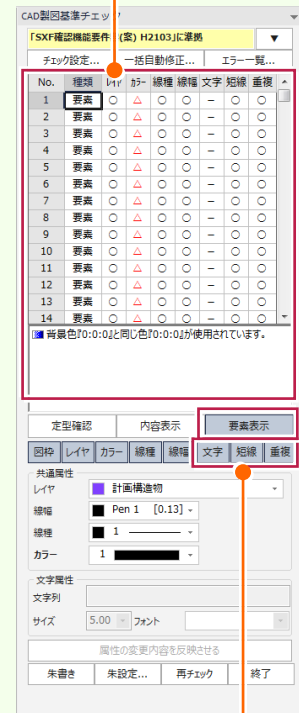 CAD製図基準チェック
「SXF確認機能要件書(案) H2103」に準拠 ▼
チェック設定... 一括自動修正... エラー一覧...
No. 種類 ﾚｲﾔ ｶﾗｰ 線種 線幅 文字 短線 重複
1 要素 ○ △ ○ ○ − ○ ○
2 要素 ○ △ ○ ○ − ○ ○
3 要素 ○ △ ○ ○ − ○ ○
4 要素 ○ △ ○ ○ − ○ ○
5 要素 ○ △ ○ ○ − ○ ○
6 要素 ○ △ ○ ○ − ○ ○
7 要素 ○ △ ○ ○ − ○ ○
8 要素 ○ △ ○ ○ − ○ ○
9 要素 ○ △ ○ ○ − ○ ○
10 要素 ○ △ ○ ○ − ○ ○
11 要素 ○ △ ○ ○ − ○ ○
12 要素 ○ △ ○ ○ − ○ ○
13 要素 ○ △ ○ ○ − ○ ○
14 要素 ○ △ ○ ○ − ○ ○
背景色『0:0:0』と同じ色『0:0:0』が使用されています。
定型確認 内容表示 要素表示
図枠 レイヤ カラー 線種 線幅 文字 短線 重複
共通属性
レイヤ 計画構造物
線幅 Pen 1 [0.13]
線種 1
カラー 1
文字属性
文字列
サイズ 5.00 フォント
属性の変更内容を反映させる
朱書き 朱設定... 再チェック 終了